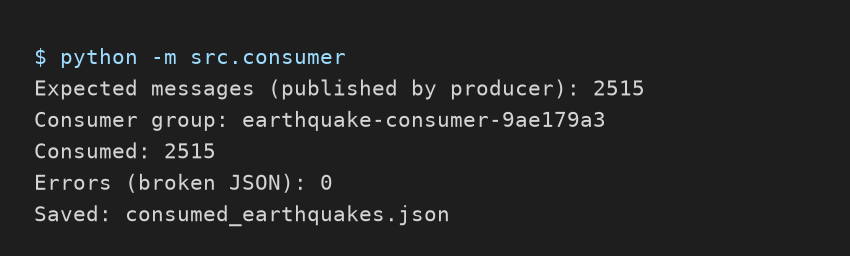 $ python -m src.consumer
Expected messages (published by producer): 2515
Consumer group: earthquake-consumer-9ae179a3
Consumed: 2515
Errors (broken JSON): 0
Saved: consumed_earthquakes.json